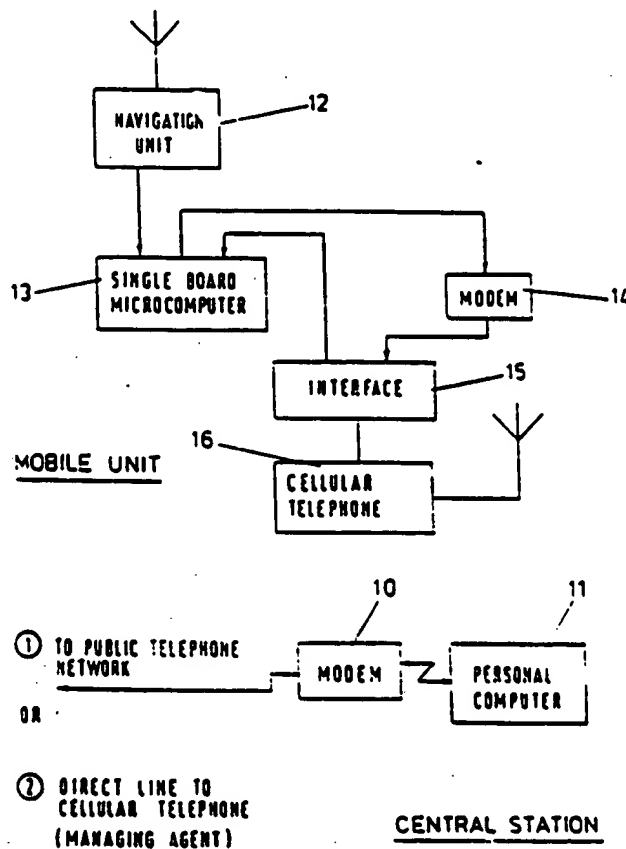 NAVIGATION
UNIT
12
13
SINGLE BOARD
MICROCOMPUTER
MODEM
14
INTERFACE
15
16
MOBILE UNIT
CELLULAR
TELEPHONE
10
11
① TO PUBLIC TELEPHONE
NETWORK
MODEM
PERSONAL
COMPUTER
OR
② DIRECT LINE TO
CELLULAR TELEPHONE
(MANAGING AGENT)
CENTRAL STATION